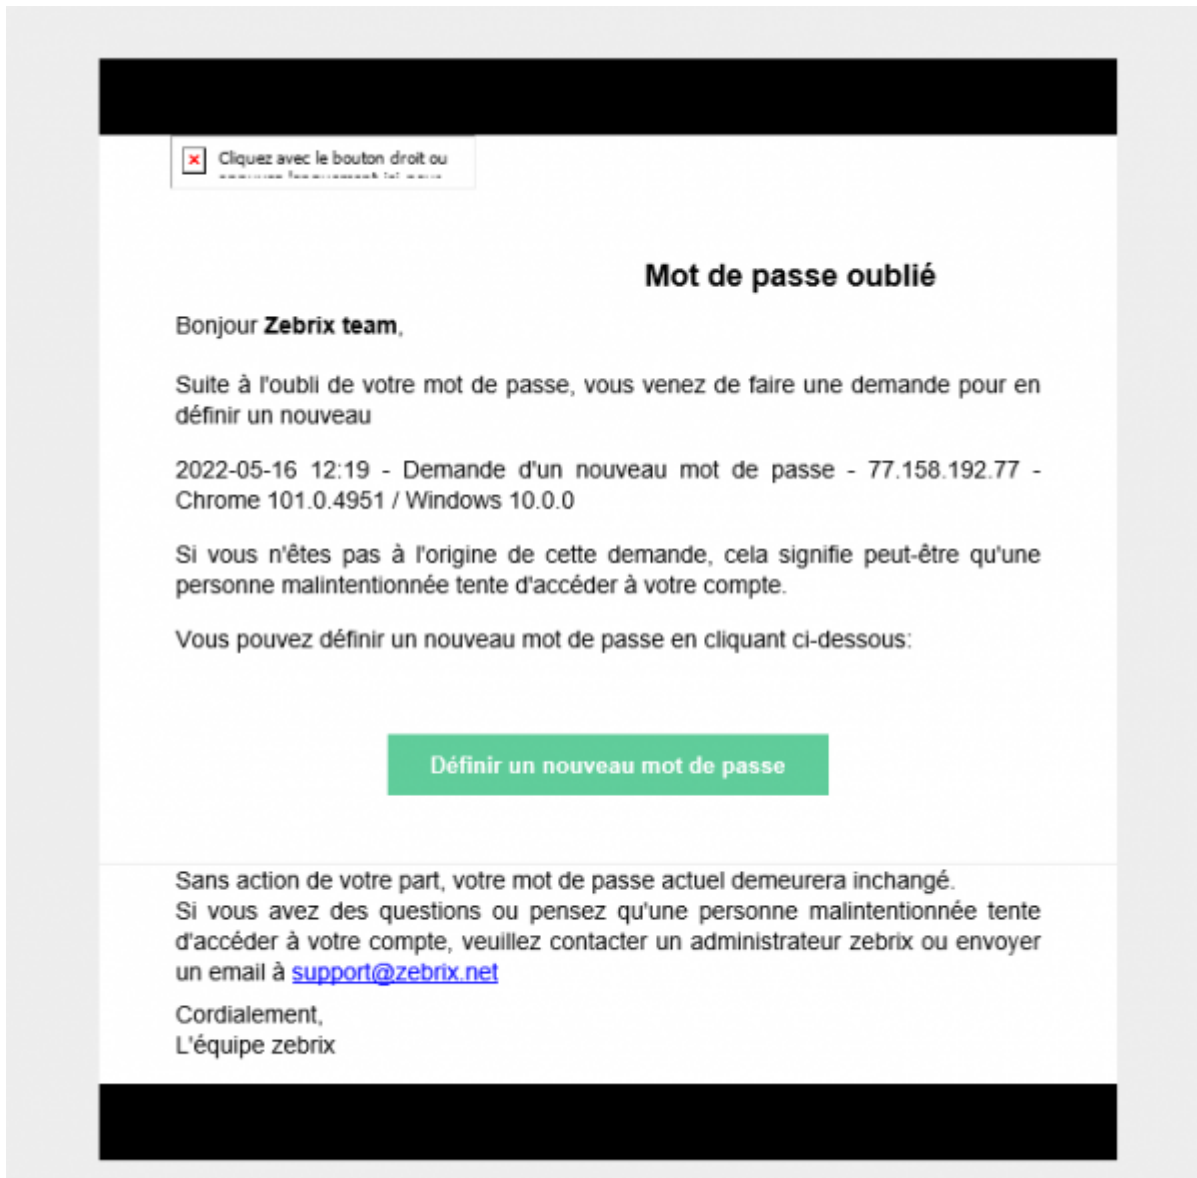 Cliquez avec le bouton droit ou
Mot de passe oublié
Bonjour Zebrix team,
Suite à l'oubli de votre mot de passe, vous venez de faire une demande pour en
définir un nouveau
2022-05-16 12:19 - Demande d'un nouveau mot de passe - 77.158.192.77 -
Chrome 101.0.4951 / Windows 10.0.0
Si vous n'êtes pas à l'origine de cette demande, cela signifie peut-être qu'une
personne malintentionnée tente d'accéder à votre compte.
Vous pouvez définir un nouveau mot de passe en cliquant ci-dessous:
Définir un nouveau mot de passe
Sans action de votre part, votre mot de passe actuel demeurera inchangé.
Si vous avez des questions ou pensez qu'une personne malintentionnée tente
d'accéder à votre compte, veuillez contacter un administrateur zebrix ou envoyer
un email à support@zebrix.net
Cordialement,
L'équipe zebrix